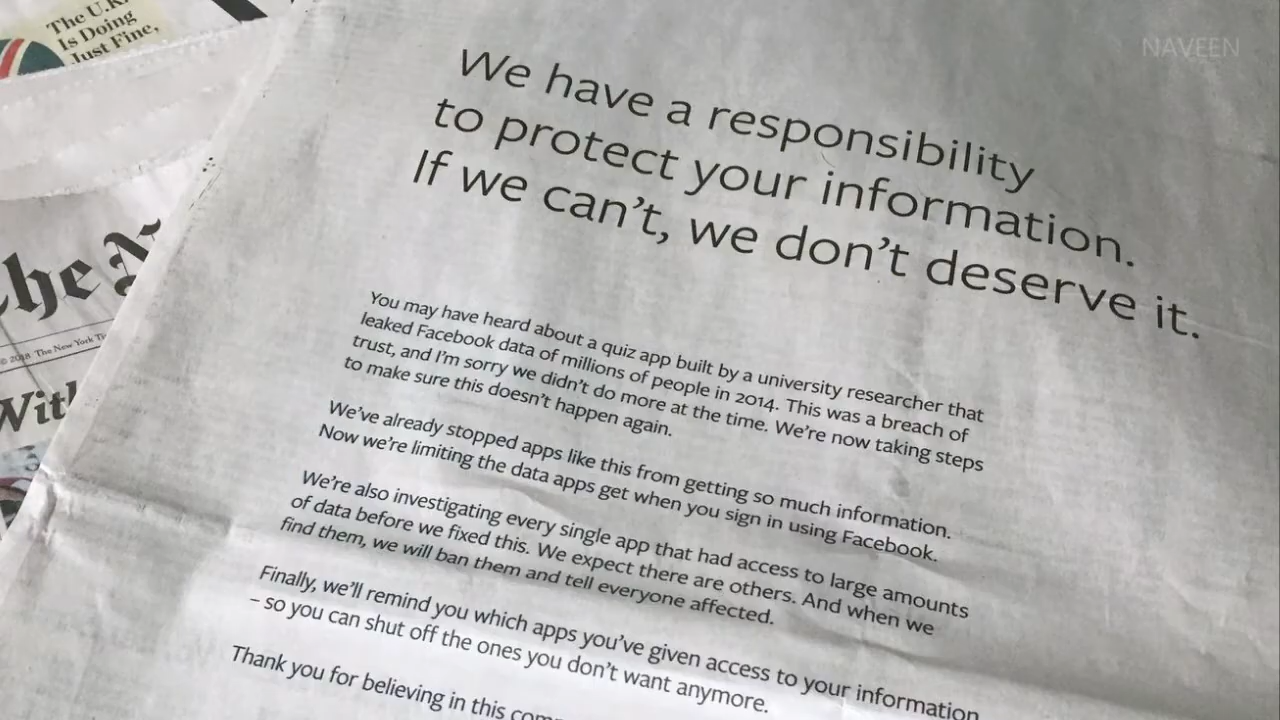 The U.K.
Is Doing
Just Fine,
NAVEEN
We have a responsibility
to protect your information.
If we can't, we don't deserve it.
he N
© 2018 The New York Ti
With
You may have heard about a quiz app built by a university researcher that
leaked Facebook data of millions of people in 2014. This was a breach of
trust, and I'm sorry we didn't do more at the time. We're now taking steps
to make sure this doesn't happen again.
We've already stopped apps like this from getting so much information.
Now we're limiting the data apps get when you sign in using Facebook.
We're also investigating every single app that had access to large amounts
of data before we fixed this. We expect there are others. And when we
find them, we will ban them and tell everyone affected.
Finally, we'll remind you which apps you've given access to your information
– so you can shut off the ones you don't want anymore.
Thank you for believing in this com